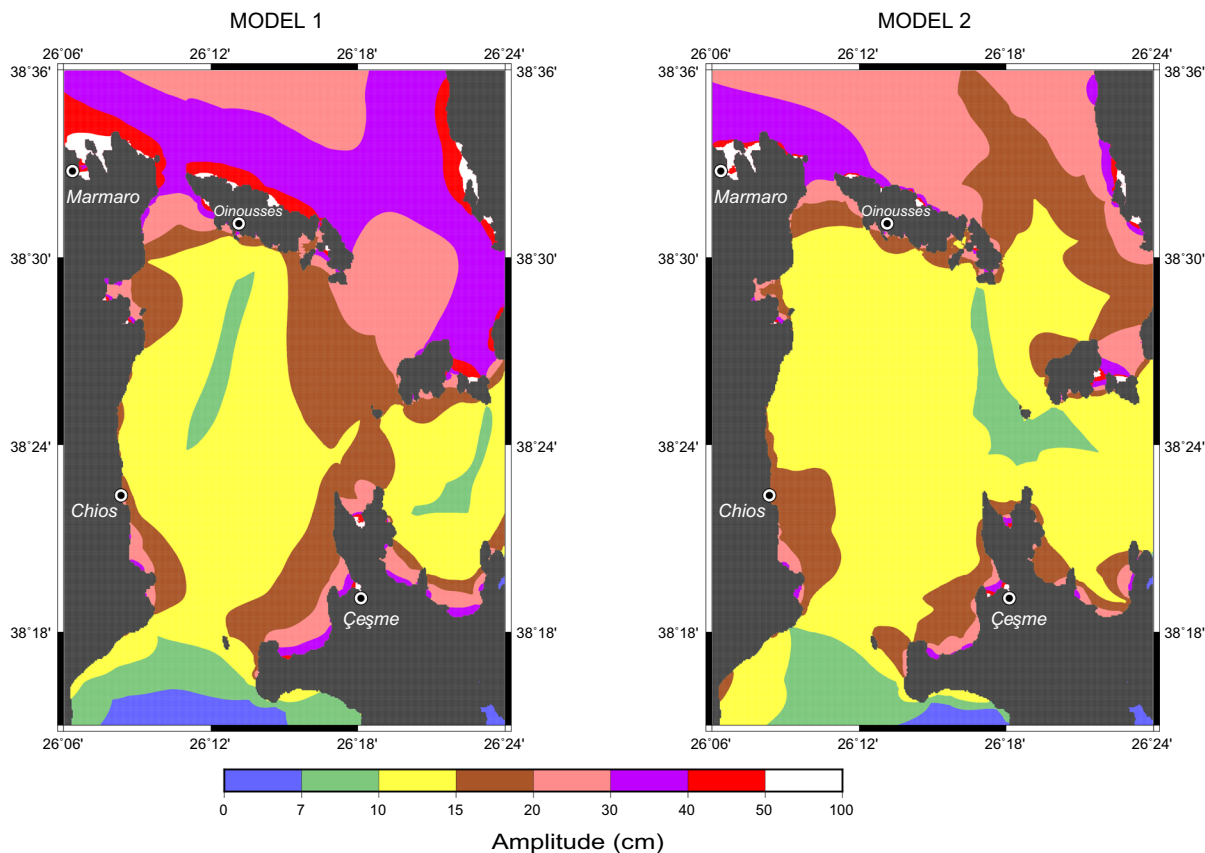 MODEL 1
MODEL 2
26˚06' 26˚12' 26˚18' 26˚24'
26˚06' 26˚12' 26˚18' 26˚24'
38˚36' 38˚36'
38˚36' 38˚36'
Marmaro
Oinousses
Marmaro
Oinousses
38˚30' 38˚30'
38˚30' 38˚30'
38˚24' 38˚24'
38˚24' 38˚24'
Chios
Chios
Çeşme
Çeşme
38˚18' 38˚18'
38˚18' 38˚18'
26˚06' 26˚12' 26˚18' 26˚24'
26˚06' 26˚12' 26˚18' 26˚24'
0 7 10 15 20 30 40 50 100
Amplitude (cm)